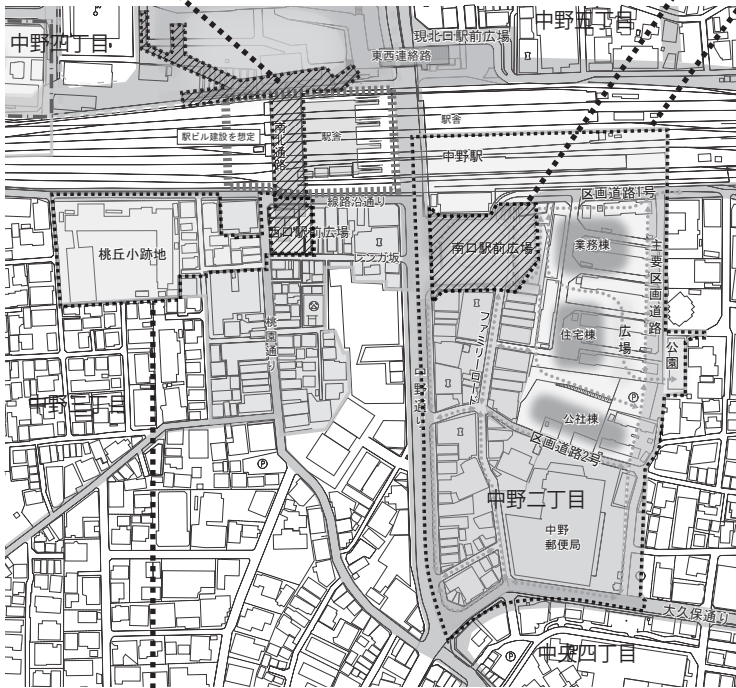 中野四丁目
中野五丁目
現北口駅前広場
東西連絡路
駅ビル建設を想定
南北通路
駅舎
駅舎
中野駅
区画道路1号
線路沿通り
西口駅前広場
桃丘小跡地
レンガ坂
南口駅前広場
業務棟
主要区画道路
住宅棟
広場
公園
ファミリーロード
桃園通り
中野通り
中野三丁目
公社棟
区画道路2号
中野二丁目
中野
郵便局
大久保通り
中央四丁目